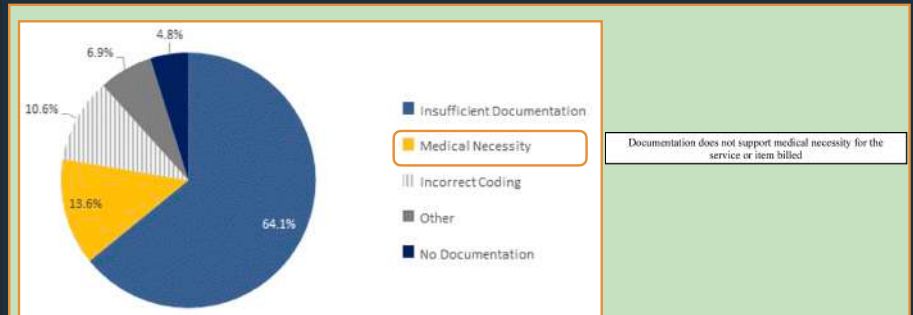 4.8%
6.9%
10.6%
13.6%
64.1%
Insufficient Documentation
Medical Necessity
Incorrect Coding
Other
No Documentation
Documentation does not support medical necessity for the
service or item billed